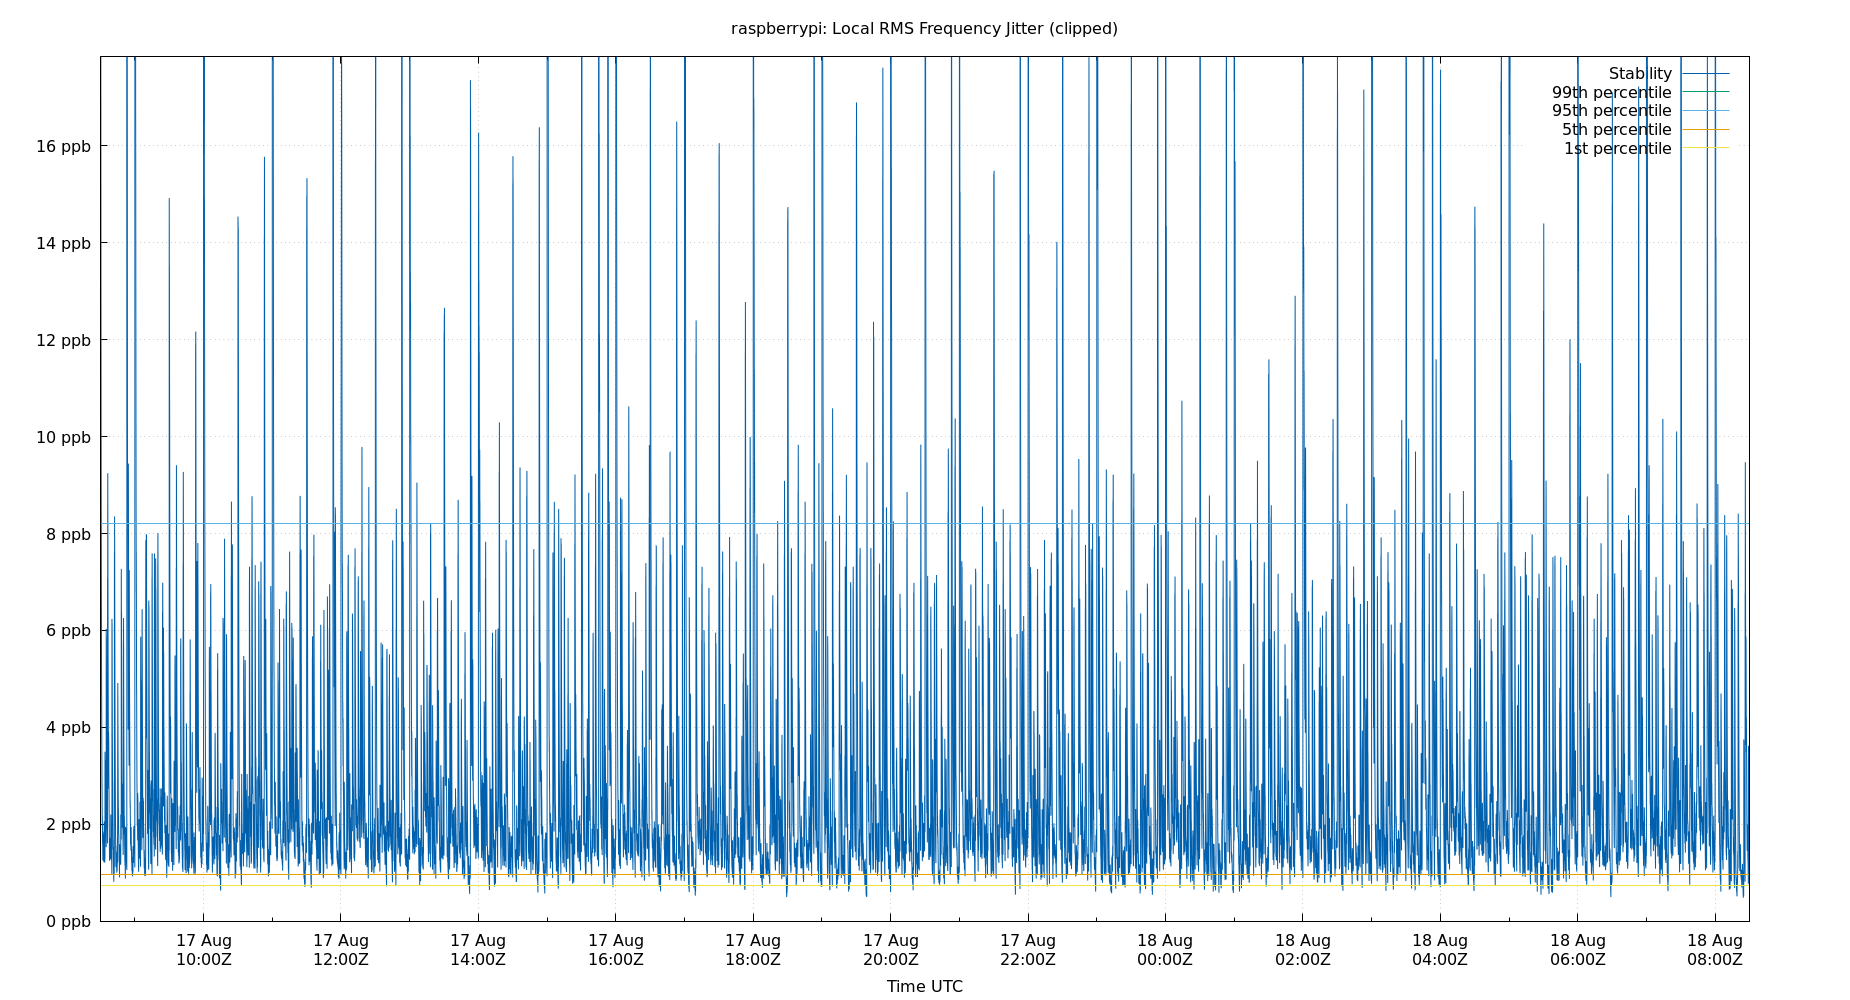 raspberrypi: Local RMS Frequency Jitter (clipped)
Stability
99th percentile
95th percentile
5th percentile
1st percentile
16 ppb
14 ppb
12 ppb
10 ppb
8 ppb
6 ppb
4 ppb
2 ppb
0 ppb
17 Aug 17 Aug 17 Aug 17 Aug 17 Aug 17 Aug 17 Aug 18 Aug 18 Aug 18 Aug 18 Aug 18 Aug
10:00Z 12:00Z 14:00Z 16:00Z 18:00Z 20:00Z 22:00Z 00:00Z 02:00Z 04:00Z 06:00Z 08:00Z
Time UTC